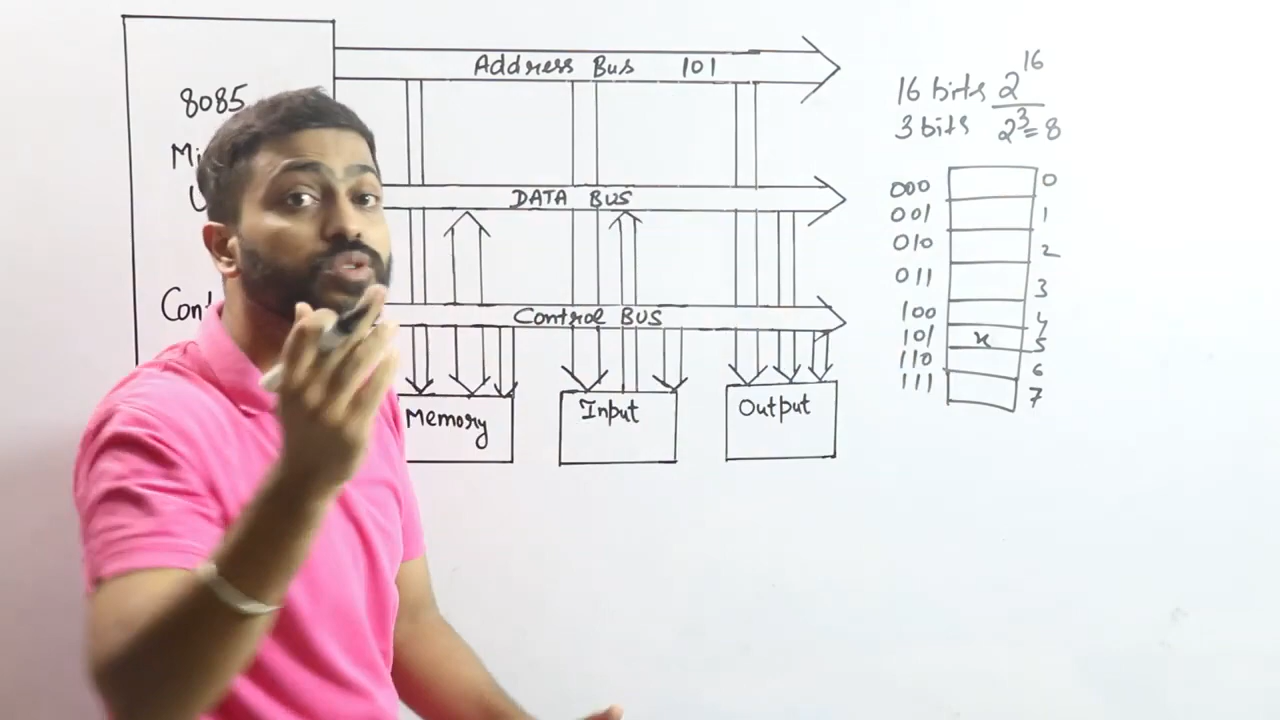 8085
Address Bus 101
DATA BUS
Control BUS
Memory
Input
Output
16 bits 2^16
3 bits 2^3=8
000 0
001 1
010 2
011 3
100 4
101 x 5
110 6
111 7